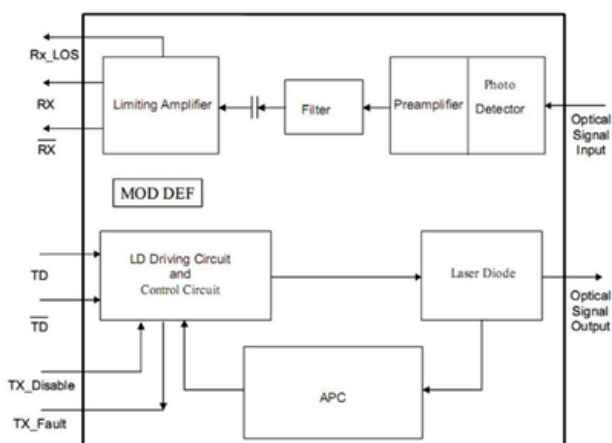 Rx_LOS
RX
RX
Limiting Amplifier
Filter
Preamplifier
Photo
Detector
Optical
Signal
Input
MOD DEF
TD
TD
LD Driving Circuit
and
Control Circuit
Laser Diode
Optical
Signal
Output
TX_Disable
TX_Fault
APC